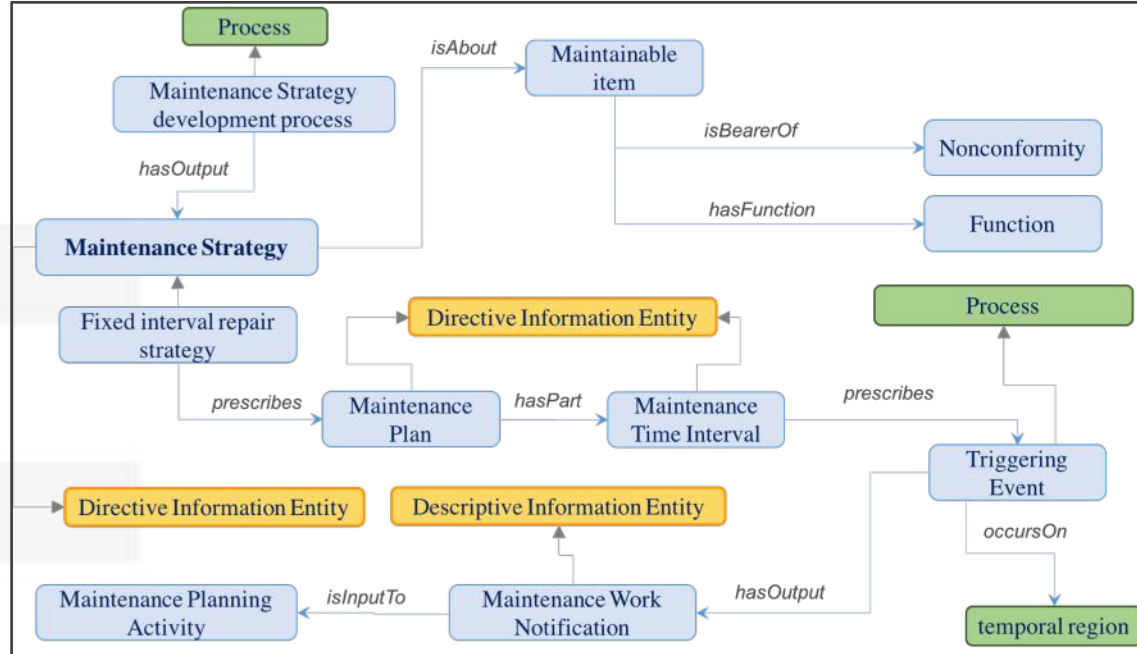 Process
isAbout
Maintainable
item
Maintenance Strategy
development process
isBearerOf
Nonconformity
hasOutput
hasFunction
Function
Maintenance Strategy
Directive Information Entity
Process
Fixed interval repair
strategy
prescribes
Maintenance
Plan
hasPart
Maintenance
Time Interval
prescribes
Triggering
Event
Directive Information Entity
Descriptive Information Entity
occursOn
Maintenance Planning
Activity
isInputTo
Maintenance Work
Notification
hasOutput
temporal region